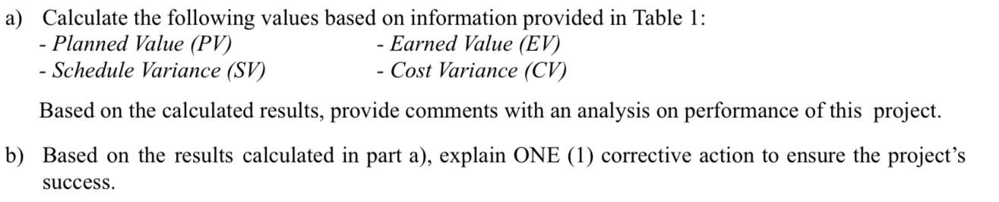 a) Calculate the following values based on information provided in Table 1:
- Planned Value (PV) - Earned Value (EV)
- Schedule Variance (SV) - Cost Variance (CV)
Based on the calculated results, provide comments with an analysis on performance of this project.
b) Based on the results calculated in part a), explain ONE (1) corrective action to ensure the project’s
success.